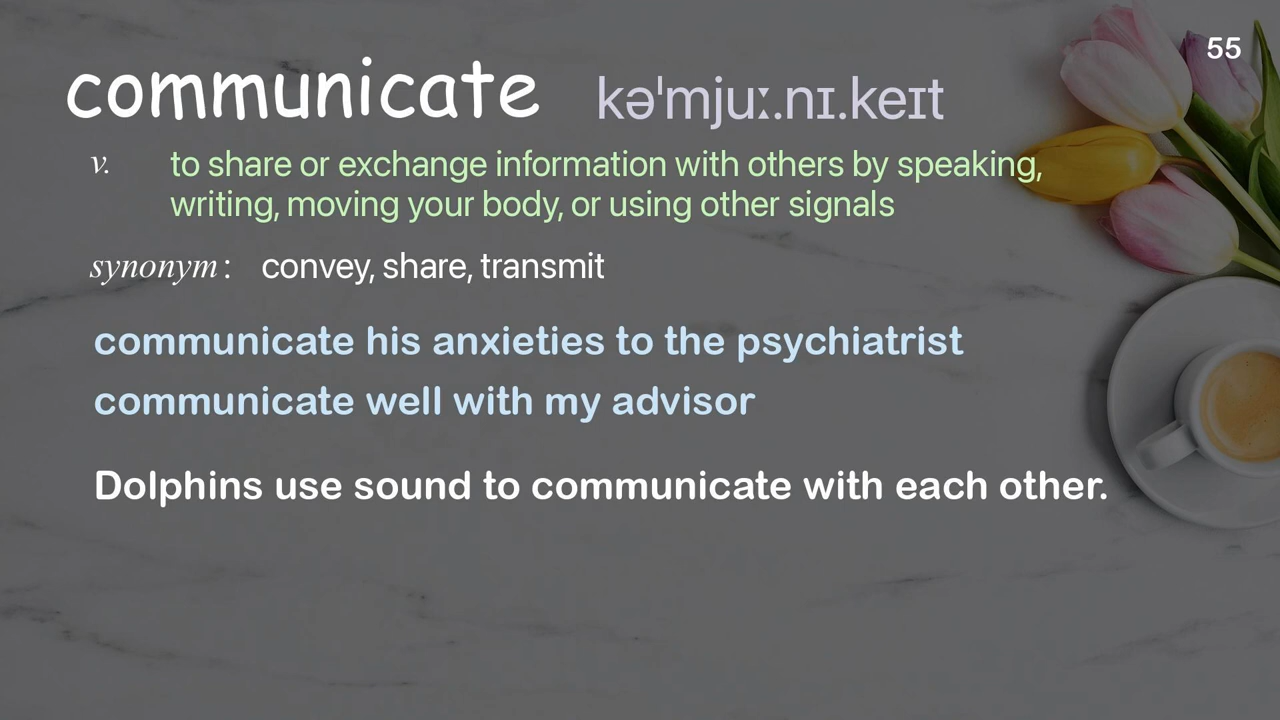 55
communicate kəˈmjuː.nɪ.keɪt
v. to share or exchange information with others by speaking,
writing, moving your body, or using other signals
synonym: convey, share, transmit
communicate his anxieties to the psychiatrist
communicate well with my advisor
Dolphins use sound to communicate with each other.